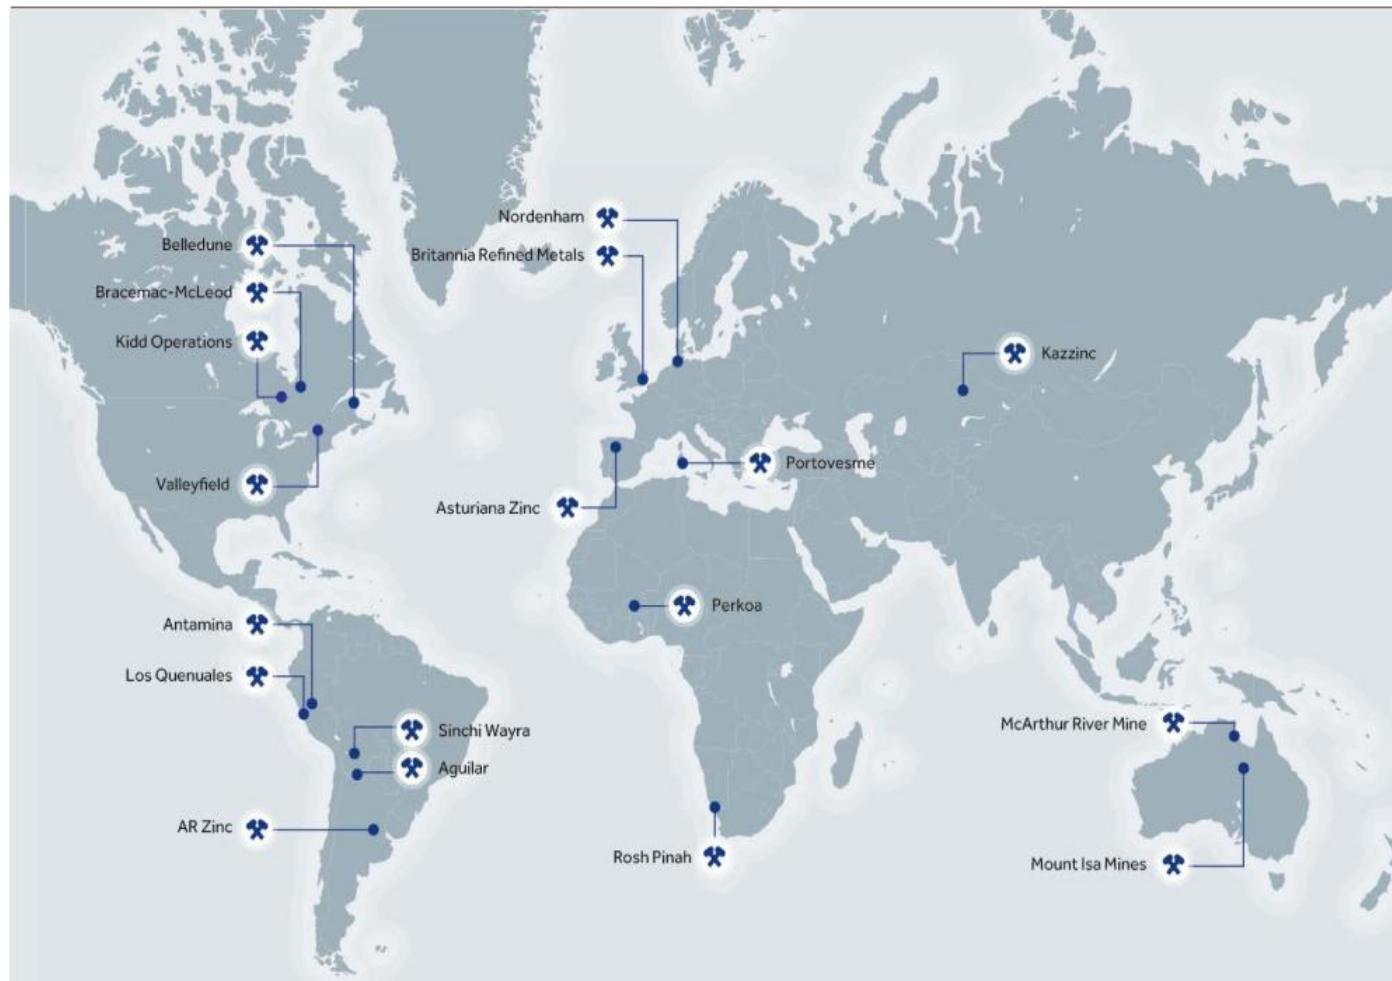 Nordenham
Belledune
Britannia Refined Metals
Bracemac-McLeod
Kidd Operations
Kazzinc
Portovesme
Valleyfield
Asturiana Zinc
Perkoa
Antamina
Los Quenuales
McArthur River Mine
Sinchi Wayra
Aguilar
AR Zinc
Rosh Pinah
Mount Isa Mines